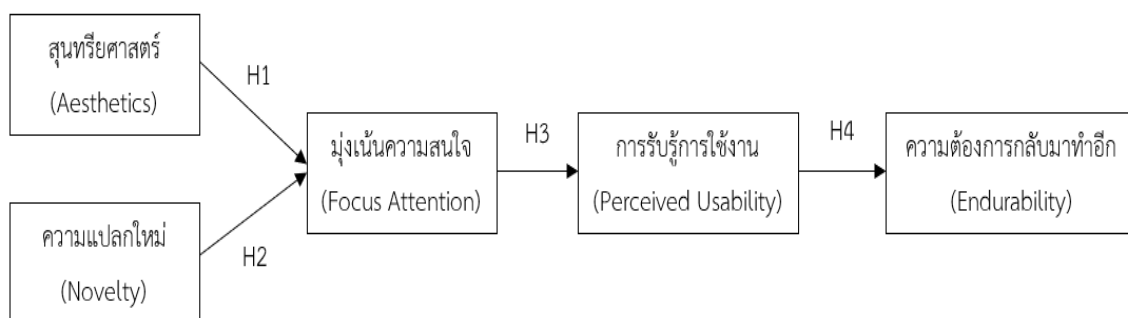 สุนทรียศาสตร์
(Aesthetics)
H1
ความแปลกใหม่
(Novelty)
H2
มุ่งเน้นความสนใจ
(Focus Attention)
H3
การรับรู้การใช้งาน
(Perceived Usability)
H4
ความต้องการกลับมาทำอีก
(Endurability)